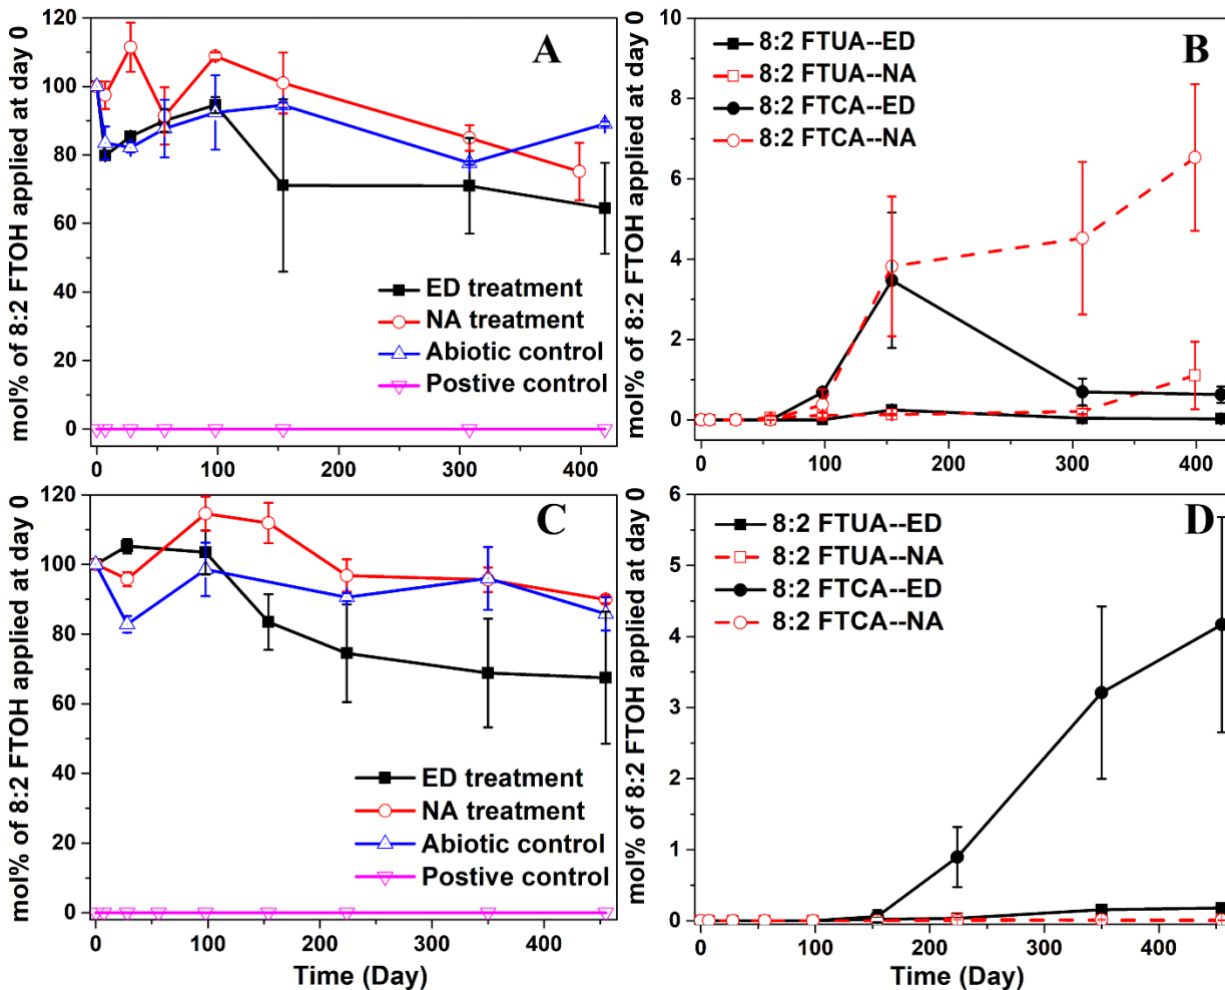 mol% of 8:2 FTOH applied at day 0
120
100
80
60
40
20
0
A
ED treatment
NA treatment
Abiotic control
Postive control
0
100
200
300
400
mol% of 8:2 FTOH applied at day 0
10
8
6
4
2
0
B
8:2 FTUA--ED
8:2 FTUA--NA
8:2 FTCA--ED
8:2 FTCA--NA
0
100
200
300
400
mol% of 8:2 FTOH applied at day 0
120
100
80
60
40
20
0
C
ED treatment
NA treatment
Abiotic control
Postive control
0
100
200
300
400
Time (Day)
mol% of 8:2 FTOH applied at day 0
6
5
4
3
2
1
0
D
8:2 FTUA--ED
8:2 FTUA--NA
8:2 FTCA--ED
8:2 FTCA--NA
0
100
200
300
400
Time (Day)